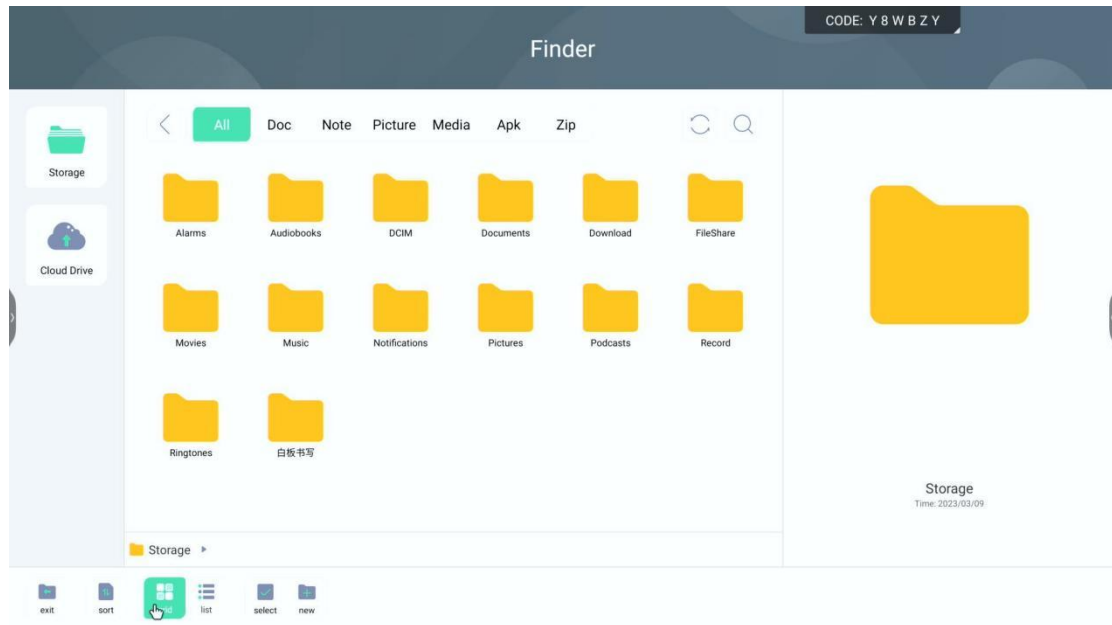 CODE: Y 8 W B Z Y
Finder
Storage
Cloud Drive
All Doc Note Picture Media Apk Zip
Alarms Audiobooks DCIM Documents Download FileShare
Movies Music Notifications Pictures Podcasts Record
Ringtones 白板书写
Storage
Storage
Time: 2023/03/09
exit sort list select new